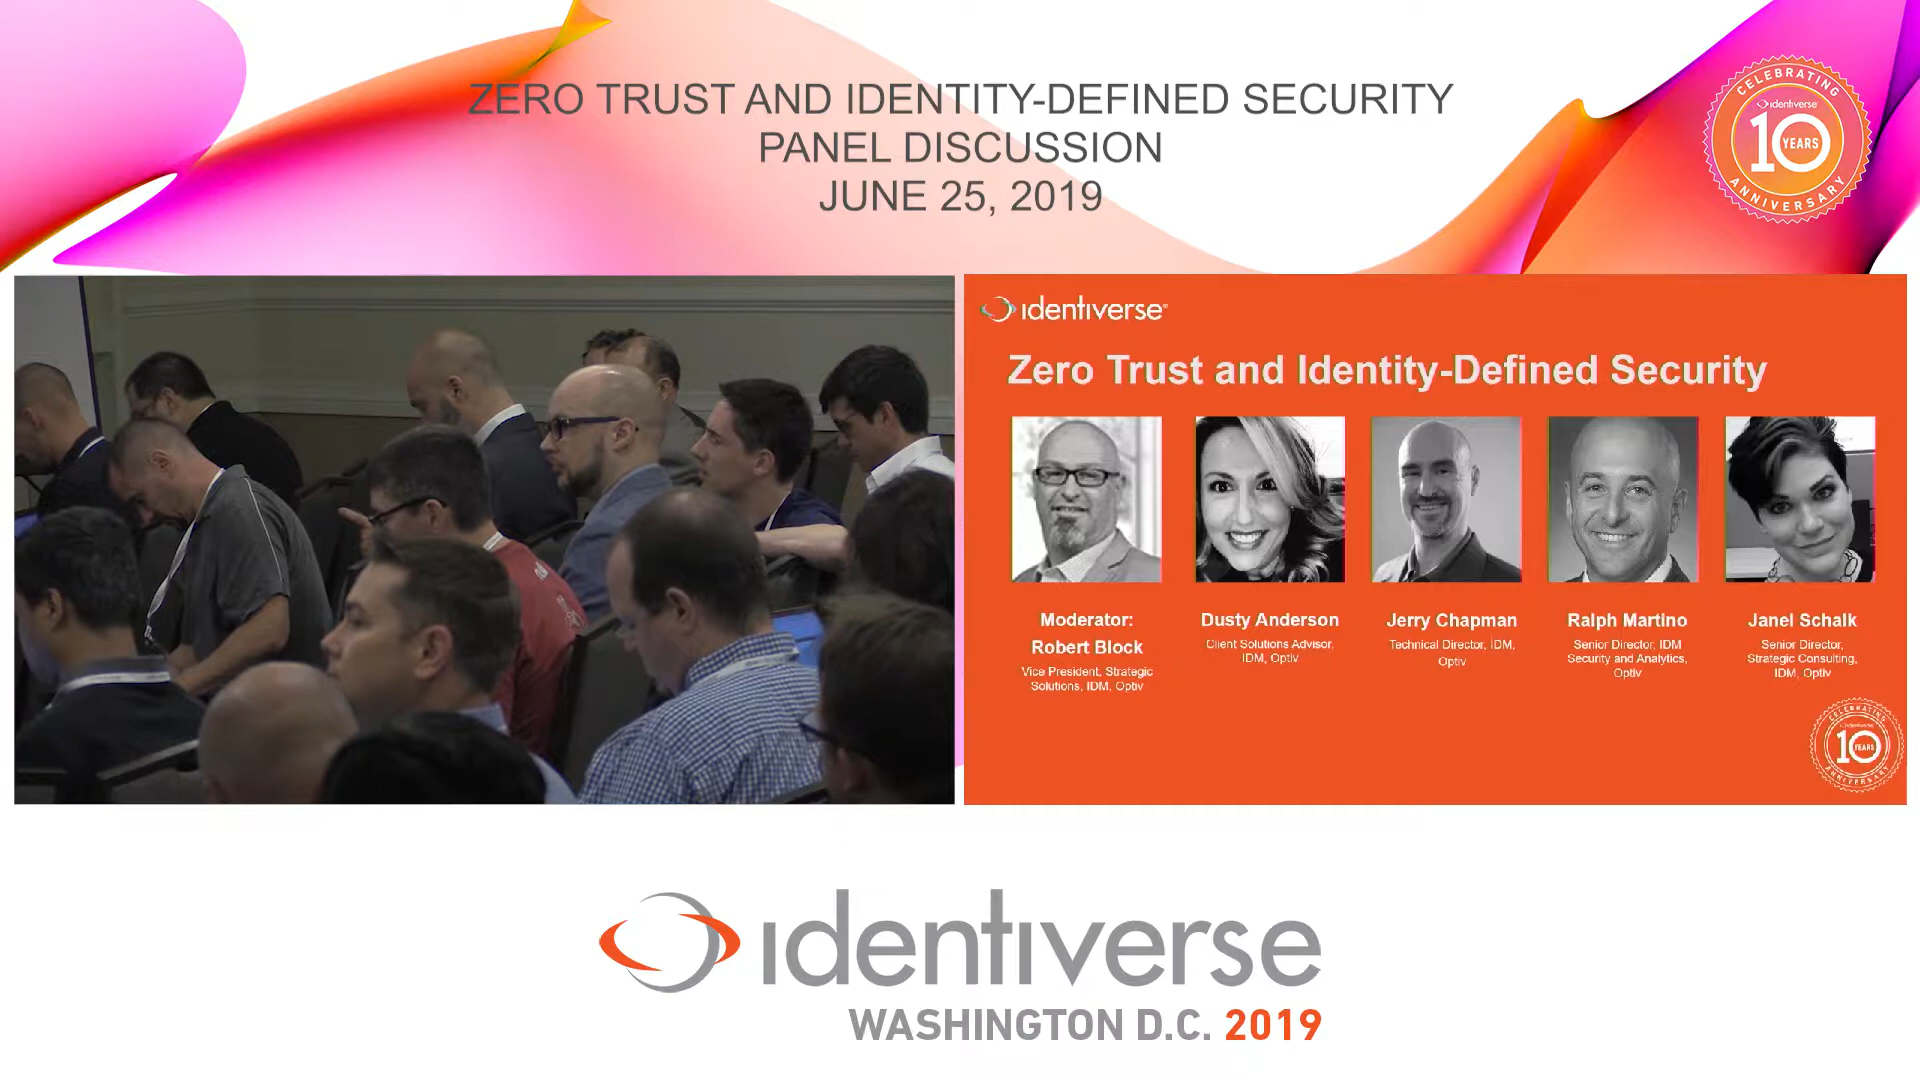 ZERO TRUST AND IDENTITY-DEFINED SECURITY
PANEL DISCUSSION
JUNE 25, 2019
CELEBRATING
identiverse
10
YEARS
ANNIVERSARY
identiverse®
Zero Trust and Identity-Defined Security
Moderator:
Robert Block
Vice President, Strategic
Solutions, IDM, Optiv
Dusty Anderson
Client Solutions Advisor,
IDM, Optiv
Jerry Chapman
Technical Director, IDM,
Optiv
Ralph Martino
Senior Director, IDM
Security and Analytics,
Optiv
Janel Schalk
Senior Director,
Strategic Consulting,
IDM, Optiv
CELEBRATING
identiverse
10
YEARS
ANNIVERSARY
identiverse
WASHINGTON D.C. 2019